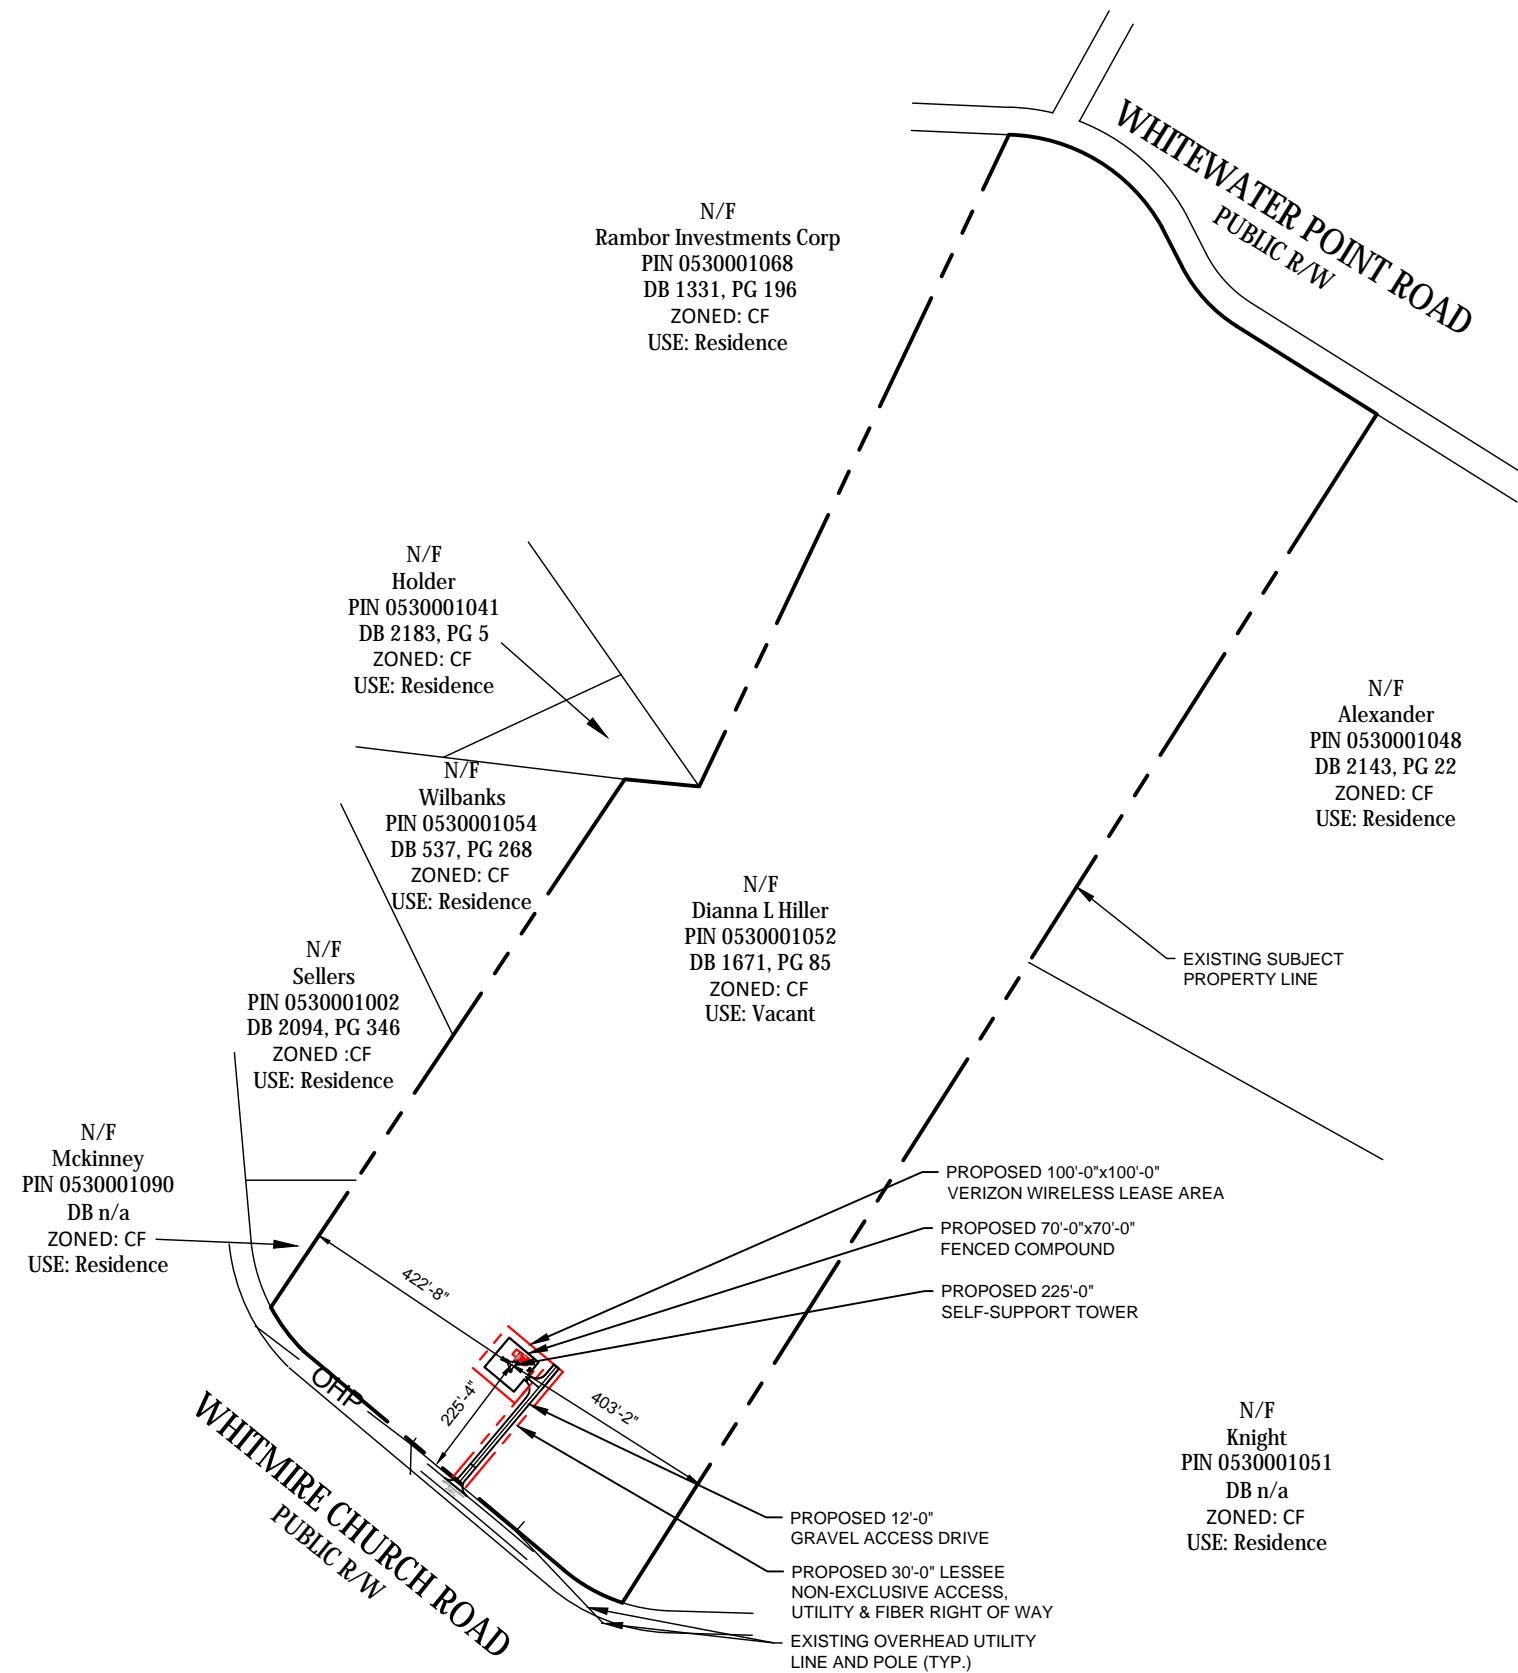 WHITEWATER POINT ROAD
PUBLIC R/W
N/F
Rambor Investments Corp
PIN 0530001068
DB 1331, PG 196
ZONED: CF
USE: Residence
N/F
Holder
PIN 0530001041
DB 2183, PG 5
ZONED: CF
USE: Residence
N/F
Alexander
PIN 0530001048
DB 2143, PG 22
ZONED: CF
USE: Residence
N/F
Wilbanks
PIN 0530001054
DB 537, PG 268
ZONED: CF
USE: Residence
N/F
Dianna L Hiller
PIN 0530001052
DB 1671, PG 85
ZONED: CF
USE: Vacant
EXISTING SUBJECT
PROPERTY LINE
N/F
Sellers
PIN 0530001002
DB 2094, PG 346
ZONED :CF
USE: Residence
N/F
Mckinney
PIN 0530001090
DB n/a
ZONED: CF
USE: Residence
PROPOSED 100'-0"x100'-0"
VERIZON WIRELESS LEASE AREA
PROPOSED 70'-0"x70'-0"
FENCED COMPOUND
PROPOSED 225'-0"
SELF-SUPPORT TOWER
422'-8"
225'-4"
403'-2"
OHP
WHITMIRE CHURCH ROAD
PUBLIC R/W
N/F
Knight
PIN 0530001051
DB n/a
ZONED: CF
USE: Residence
PROPOSED 12'-0"
GRAVEL ACCESS DRIVE
PROPOSED 30'-0" LESSEE
NON-EXCLUSIVE ACCESS,
UTILITY & FIBER RIGHT OF WAY
EXISTING OVERHEAD UTILITY
LINE AND POLE (TYP.)